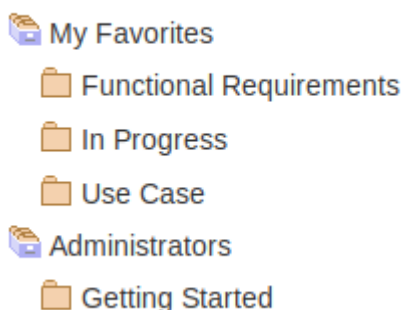 My Favorites
Functional Requirements
In Progress
Use Case
Administrators
Getting Started